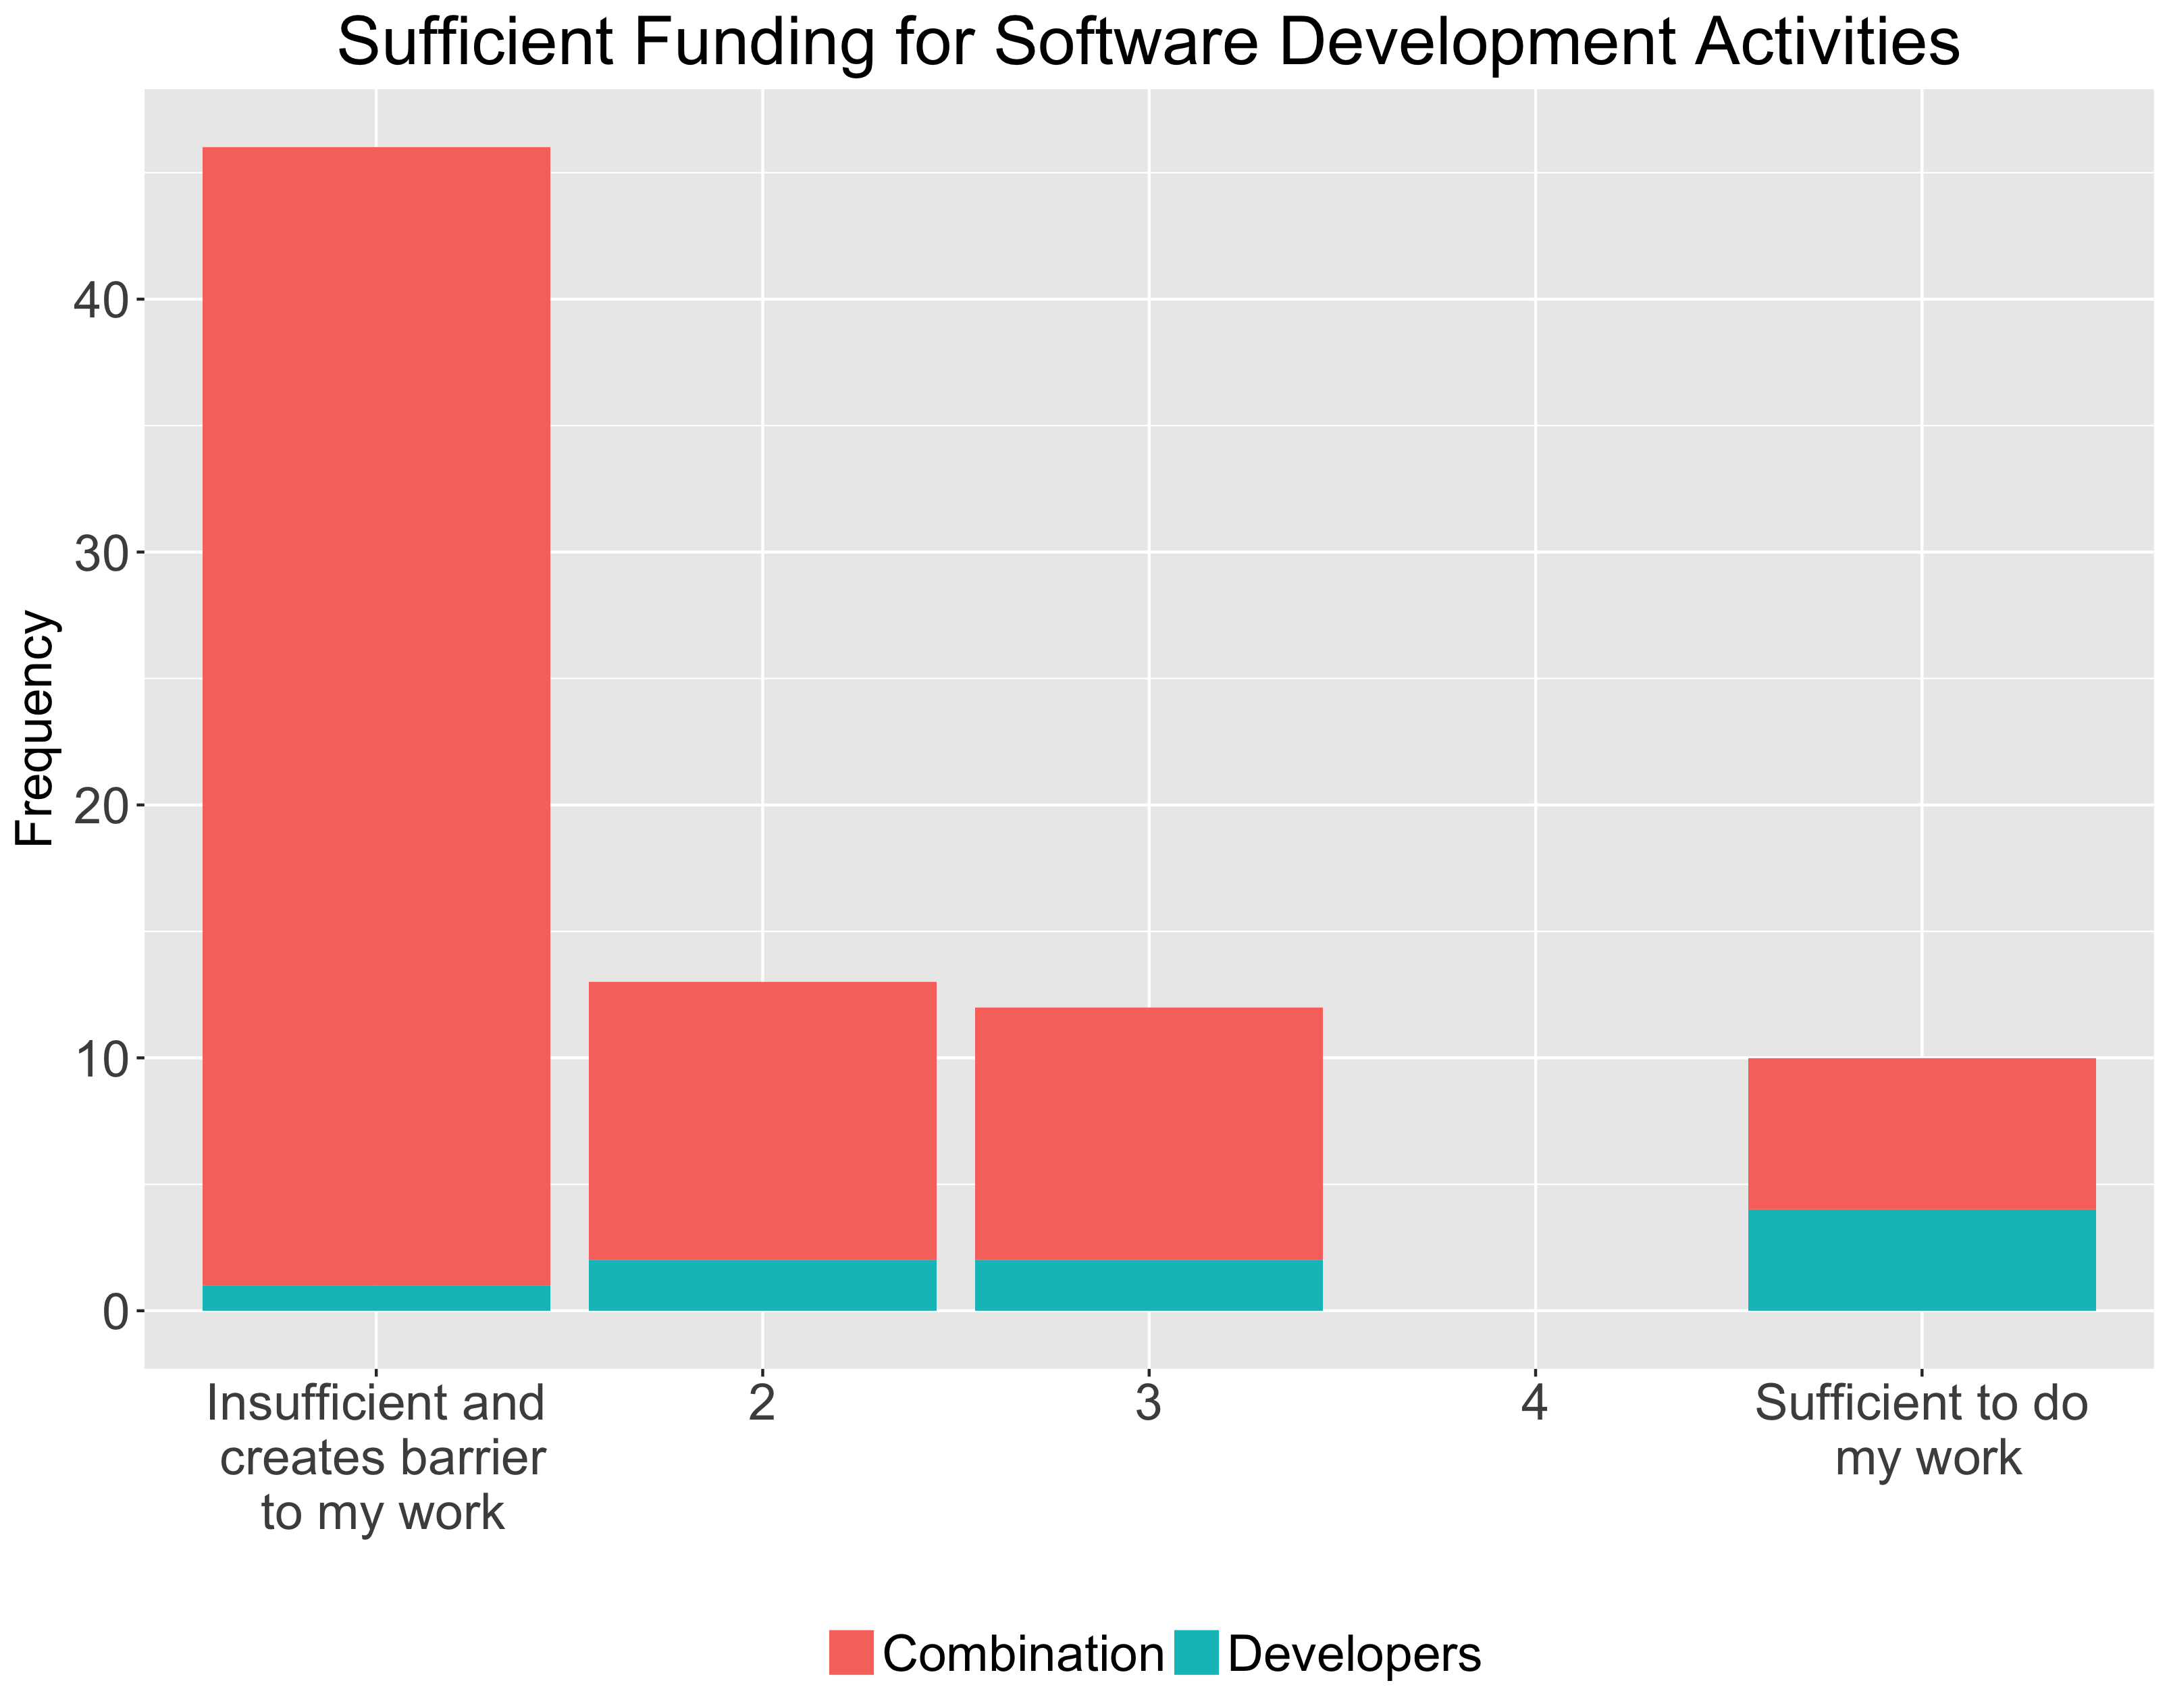 Sufficient Funding for Software Development Activities
Frequency
40
30
20
10
0
Insufficient and
creates barrier
to my work
2
3
4
Sufficient to do
my work
Combination
Developers